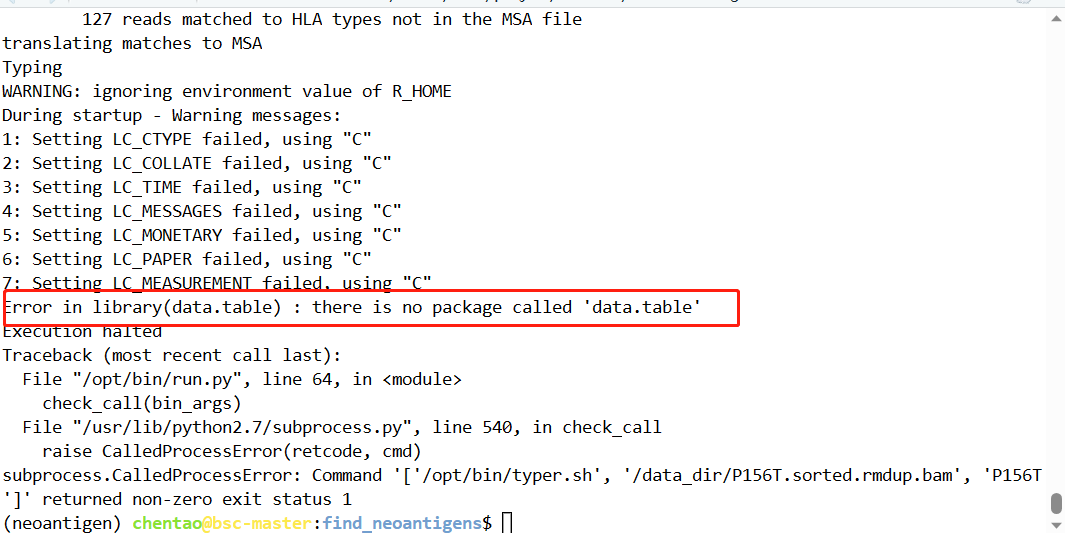 127 reads matched to HLA types not in the MSA file
translating matches to MSA
Typing
WARNING: ignoring environment value of R_HOME
During startup - Warning messages:
1: Setting LC_CTYPE failed, using "C"
2: Setting LC_COLLATE failed, using "C"
3: Setting LC_TIME failed, using "C"
4: Setting LC_MESSAGES failed, using "C"
5: Setting LC_MONETARY failed, using "C"
6: Setting LC_PAPER failed, using "C"
7: Setting LC_MEASUREMENT failed, using "C"
Error in library(data.table) : there is no package called 'data.table'
Execution halted
Traceback (most recent call last):
File "/opt/bin/run.py", line 64, in <module>
check_call(bin_args)
File "/usr/lib/python2.7/subprocess.py", line 540, in check_call
raise CalledProcessError(retcode, cmd)
subprocess.CalledProcessError: Command '['/opt/bin/typer.sh', '/data_dir/P156T.sorted.rmdup.bam', 'P156T
']' returned non-zero exit status 1
(neoantigen) chentao@bsc-master:find_neoantigens$